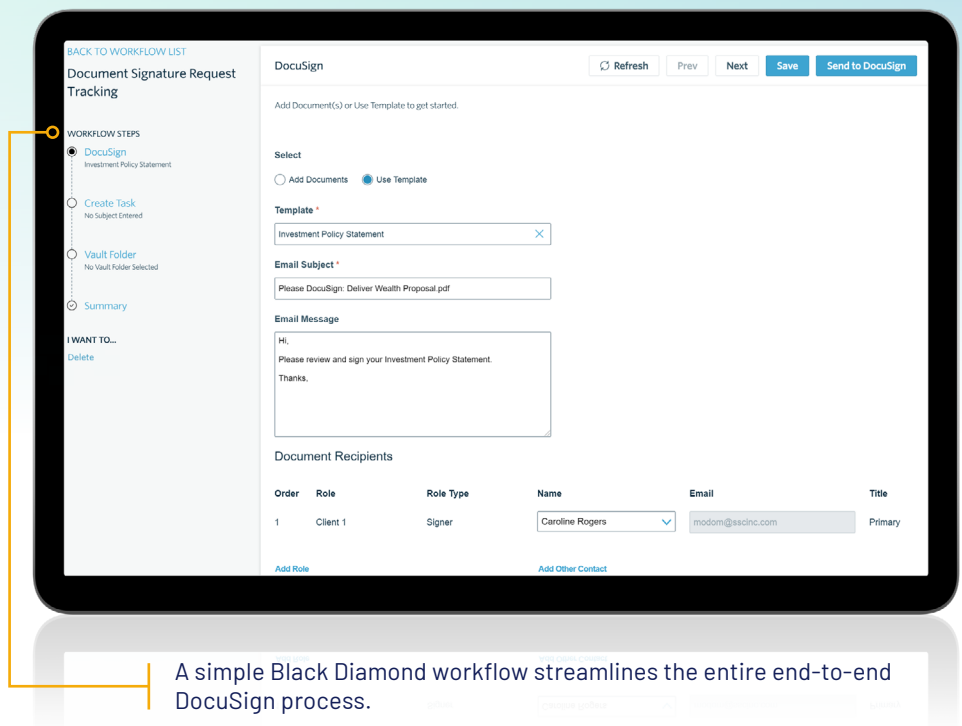 BACK TO WORKFLOW LIST
Document Signature Request
Tracking
WORKFLOW STEPS
DocuSign
Investment Policy Statement
Create Task
No Subject Entered
Vault Folder
No Vault Folder Selected
Summary
I WANT TO...
Delete
DocuSign
Refresh
Prev
Next
Save
Send to DocuSign
Add Document(s) or Use Template to get started.
Select
Add Documents
Use Template
Template *
Investment Policy Statement
Email Subject *
Please DocuSign: Deliver Wealth Proposal.pdf
Email Message
Hi,
Please review and sign your Investment Policy Statement.
Thanks,
Document Recipients
Order Role Role Type Name Email Title
1 Client 1 Signer Caroline Rogers modom@sscinc.com Primary
Add Role Add Other Contact
A simple Black Diamond workflow streamlines the entire end-to-end
DocuSign process.